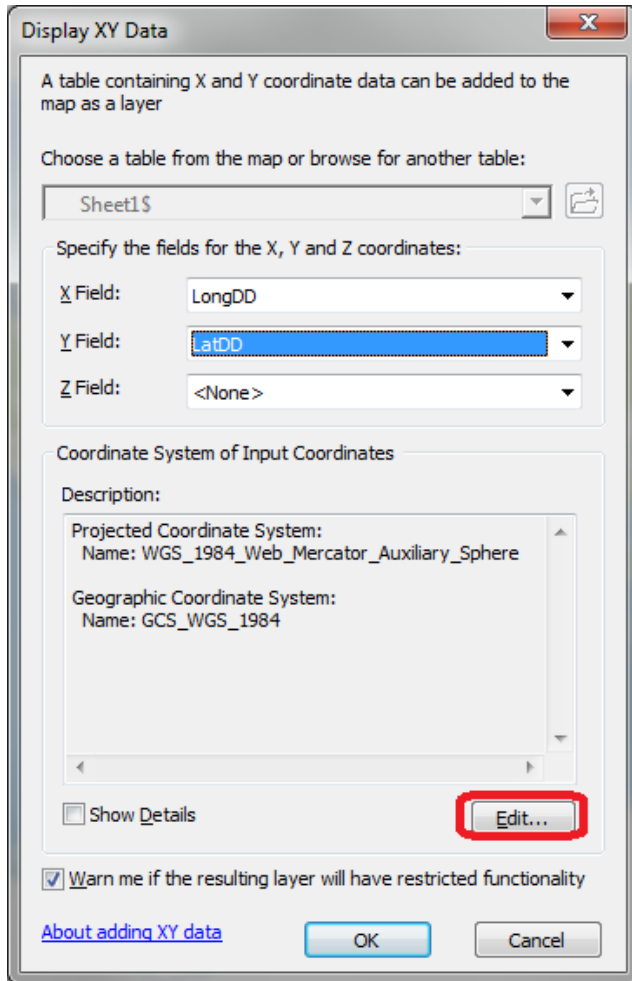 Display XY Data
A table containing X and Y coordinate data can be added to the
map as a layer
Choose a table from the map or browse for another table:
Sheet1$
Specify the fields for the X, Y and Z coordinates:
X Field:
LongDD
Y Field:
LatDD
Z Field:
<None>
Coordinate System of Input Coordinates
Description:
Projected Coordinate System:
Name: WGS_1984_Web_Mercator_Auxiliary_Sphere
Geographic Coordinate System:
Name: GCS_WGS_1984
Show Details
Edit...
Warn me if the resulting layer will have restricted functionality
About adding XY data
OK
Cancel